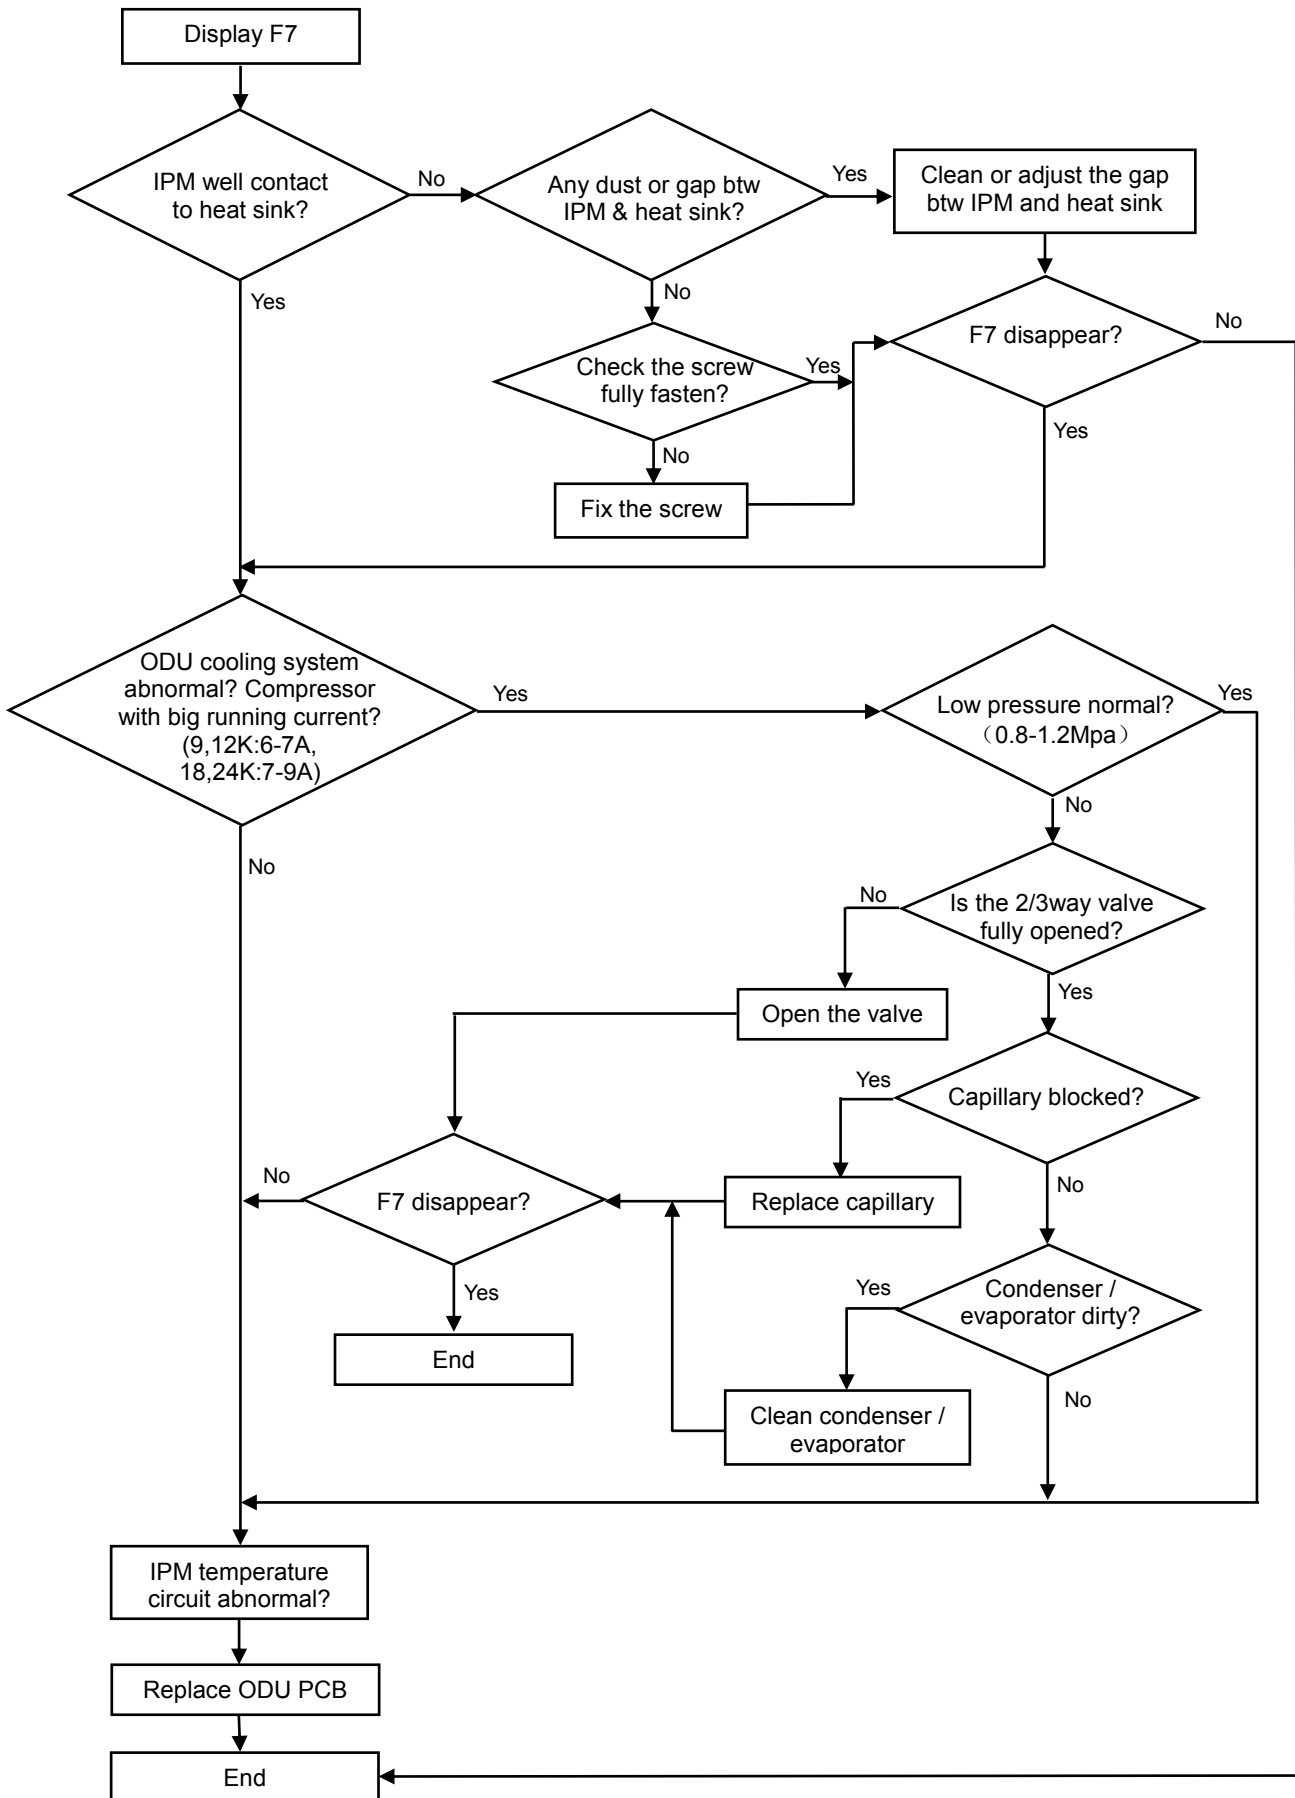 Display F7
IPM well contact
to heat sink?
No
Any dust or gap btw
IPM & heat sink?
Yes
Clean or adjust the gap
btw IPM and heat sink
Yes
No
Check the screw
fully fasten?
Yes
F7 disappear?
No
Yes
No
Fix the screw
ODU cooling system
abnormal? Compressor
with big running current?
(9,12K:6-7A,
18,24K:7-9A)
Yes
Low pressure normal?
（0.8-1.2Mpa）
Yes
No
No
Is the 2/3way valve
fully opened?
No
Yes
Open the valve
Capillary blocked?
Yes
No
Replace capillary
F7 disappear?
No
Yes
End
Condenser /
evaporator dirty?
Yes
No
Clean condenser /
evaporator
IPM temperature
circuit abnormal?
Replace ODU PCB
End